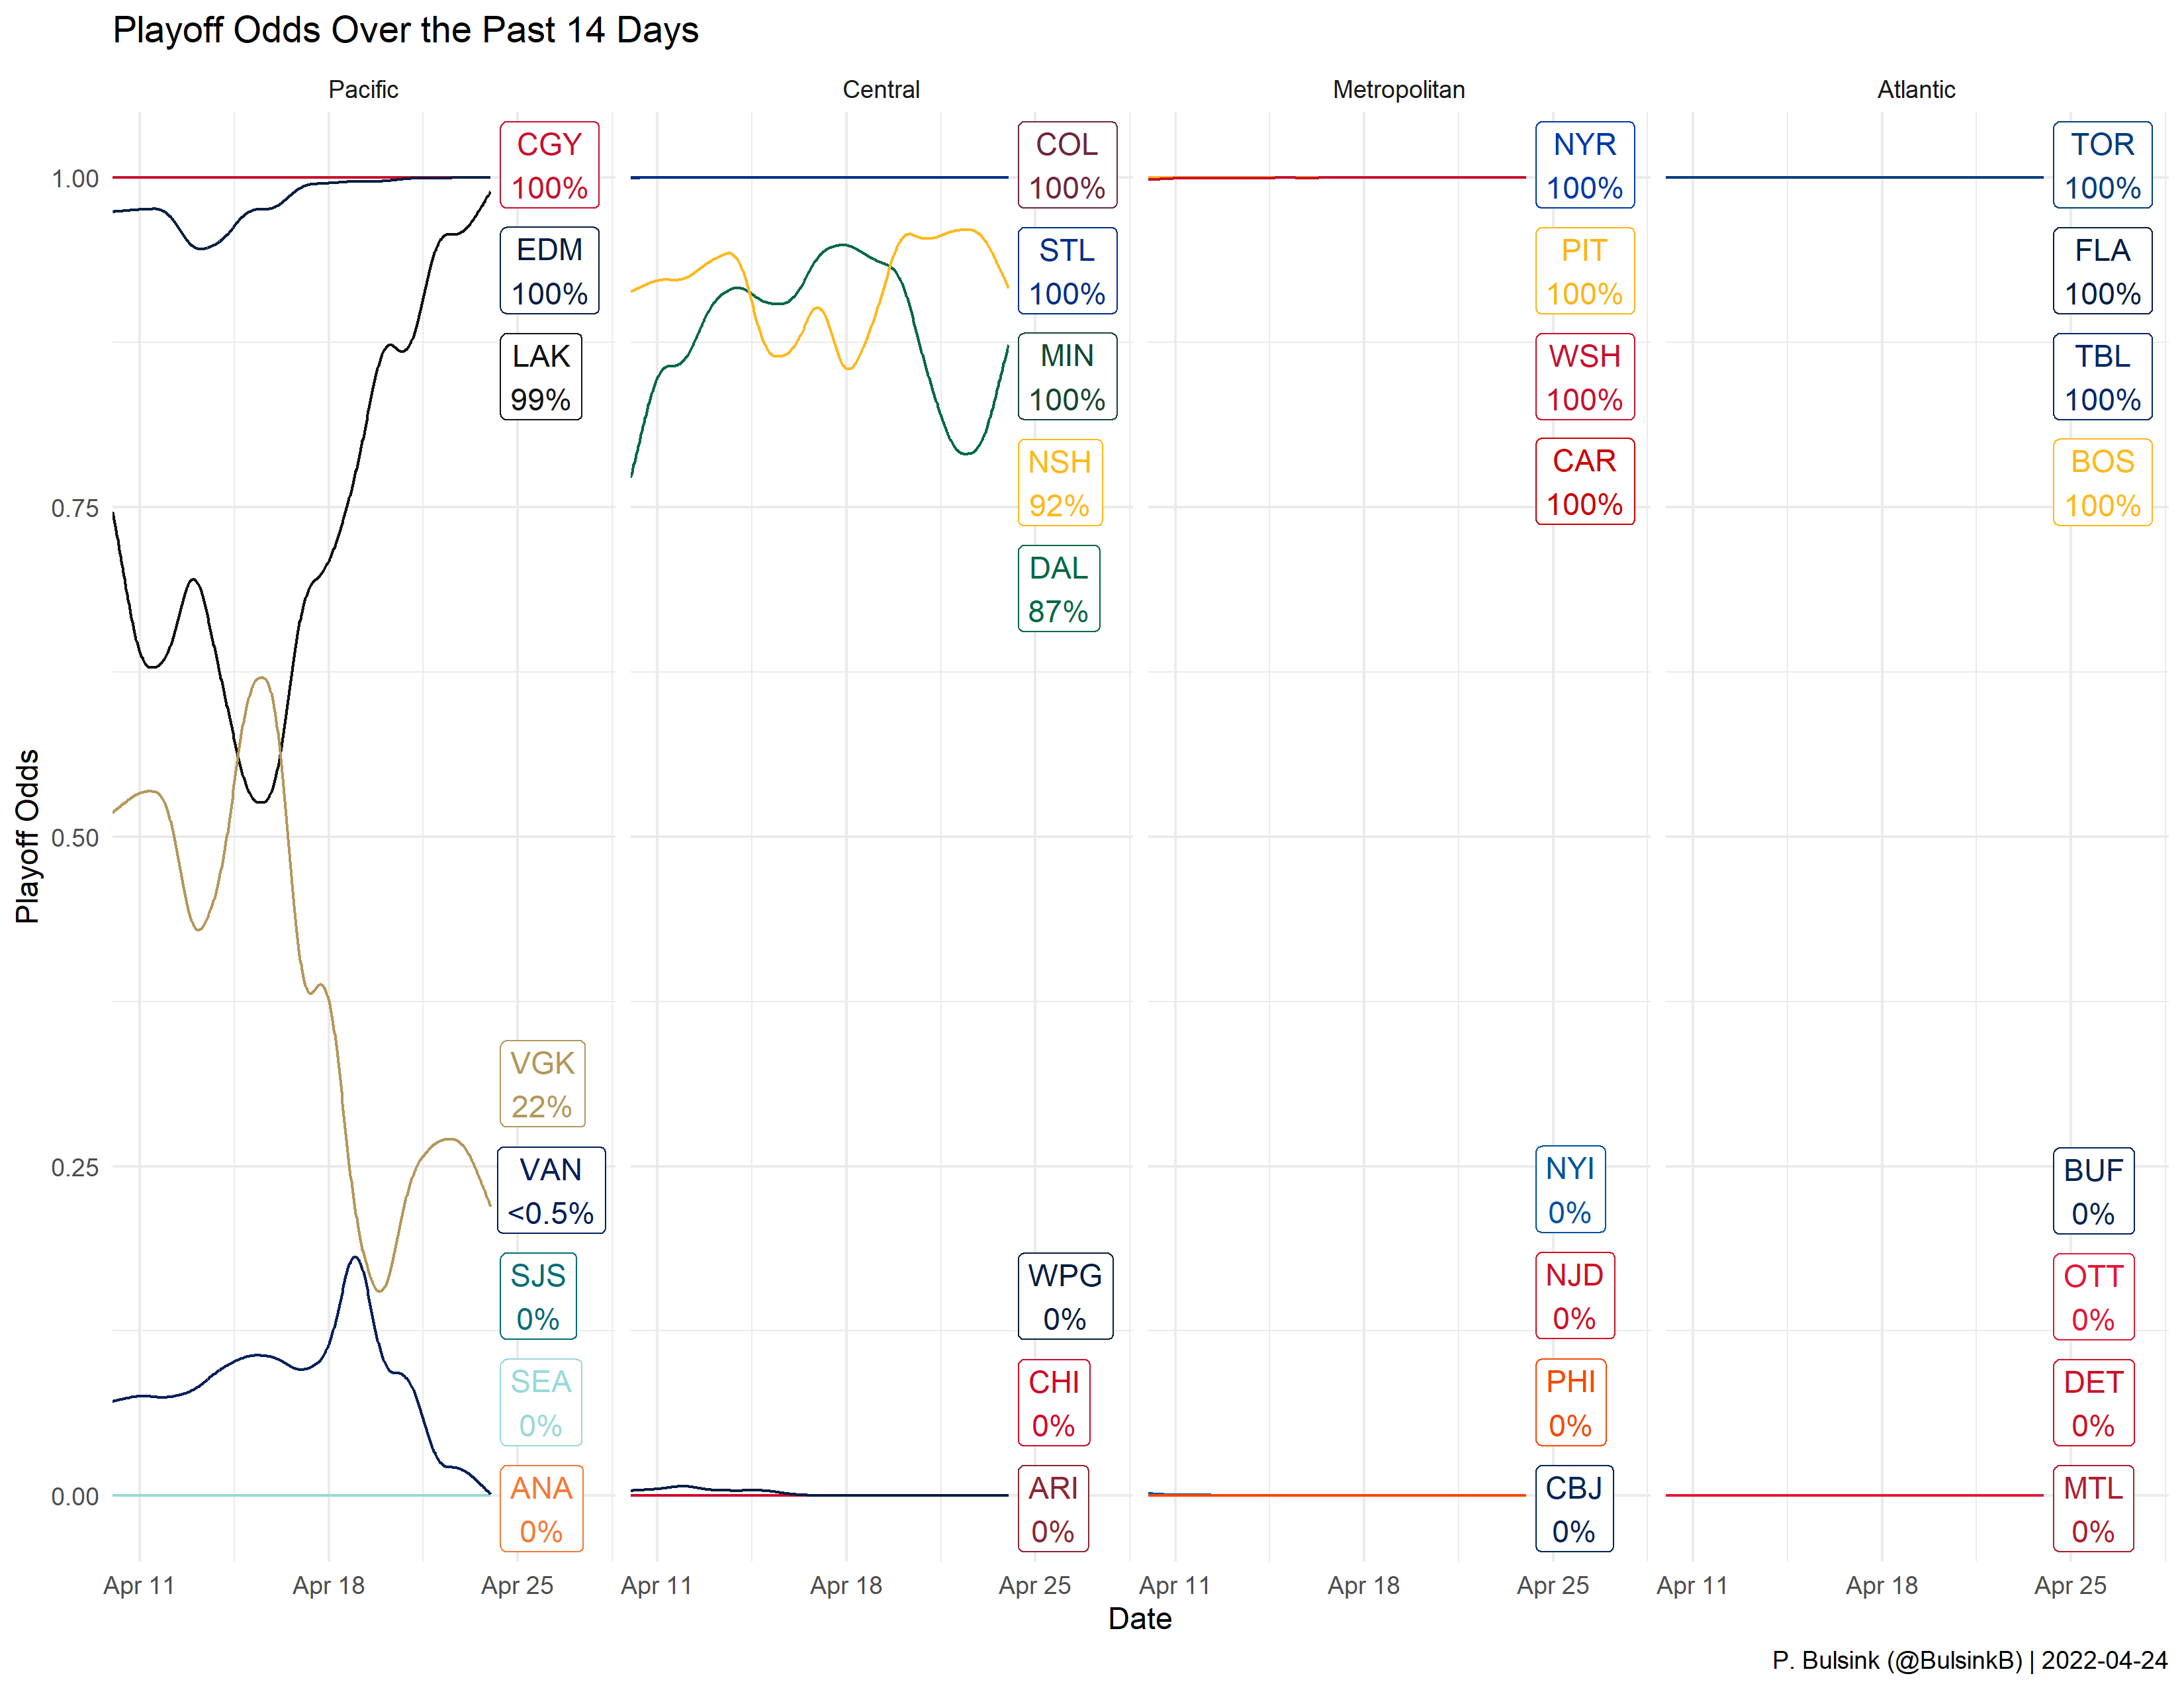 Playoff Odds Over the Past 14 Days
Pacific
Central
Metropolitan
Atlantic
Playoff Odds
1.00
0.75
0.50
0.25
0.00
CGY
100%
EDM
100%
LAK
99%
VGK
22%
VAN
<0.5%
SJS
0%
SEA
0%
ANA
0%
COL
100%
STL
100%
MIN
100%
NSH
92%
DAL
87%
WPG
0%
CHI
0%
ARI
0%
NYR
100%
PIT
100%
WSH
100%
CAR
100%
NYI
0%
NJD
0%
PHI
0%
CBJ
0%
TOR
100%
FLA
100%
TBL
100%
BOS
100%
BUF
0%
OTT
0%
DET
0%
MTL
0%
Apr 11 Apr 18 Apr 25
Apr 11 Apr 18 Apr 25
Apr 11 Apr 18 Apr 25
Apr 11 Apr 18 Apr 25
Date
P. Bulsink (@BulsinkB) | 2022-04-24